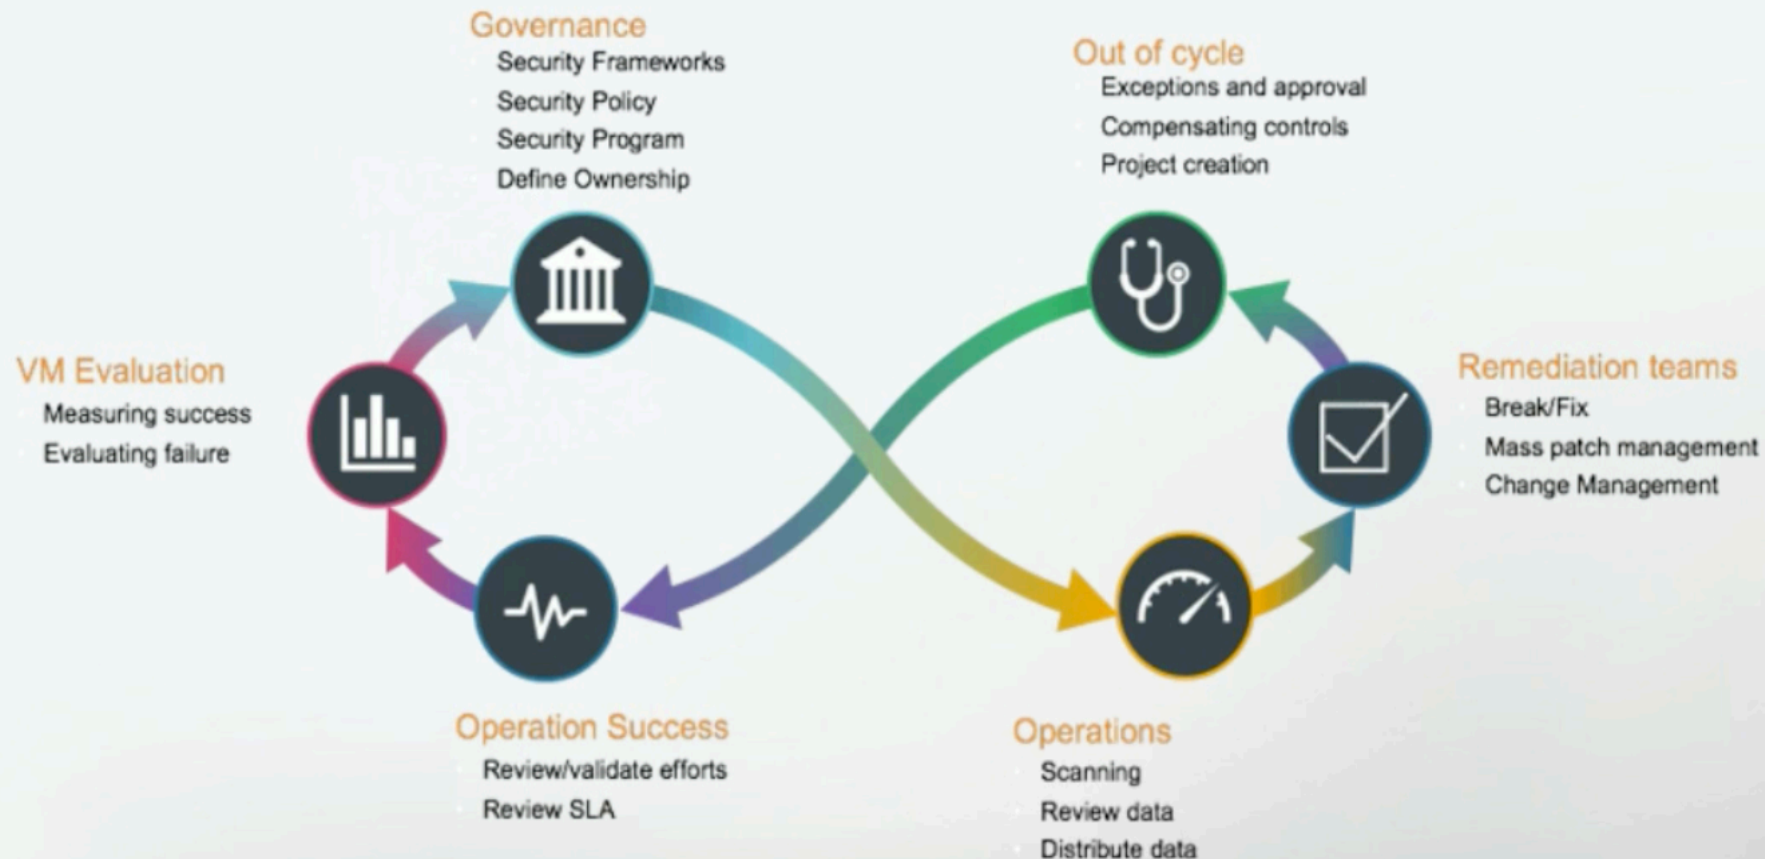 Governance
Security Frameworks
Security Policy
Security Program
Define Ownership
Out of cycle
Exceptions and approval
Compensating controls
Project creation
VM Evaluation
Measuring success
Evaluating failure
Remediation teams
Break/Fix
Mass patch management
Change Management
Operation Success
Review/validate efforts
Review SLA
Operations
Scanning
Review data
Distribute data